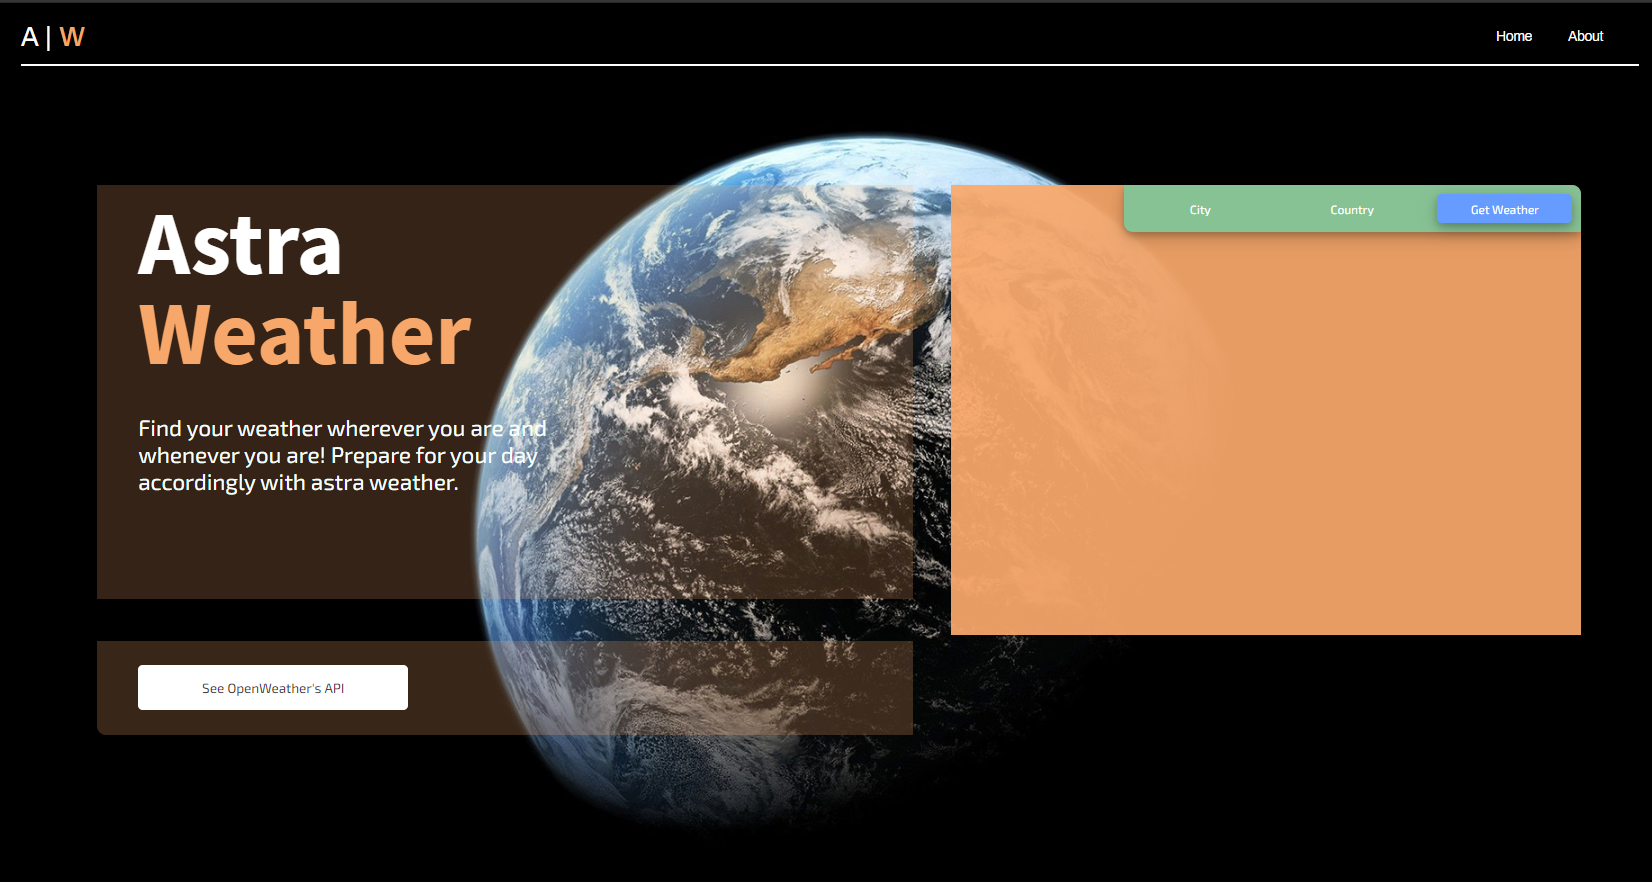 A | W
Home
About
Astra
Weather
Find your weather wherever you are and
whenever you are! Prepare for your day
accordingly with astra weather.
See OpenWeather's API
City
Country
Get Weather